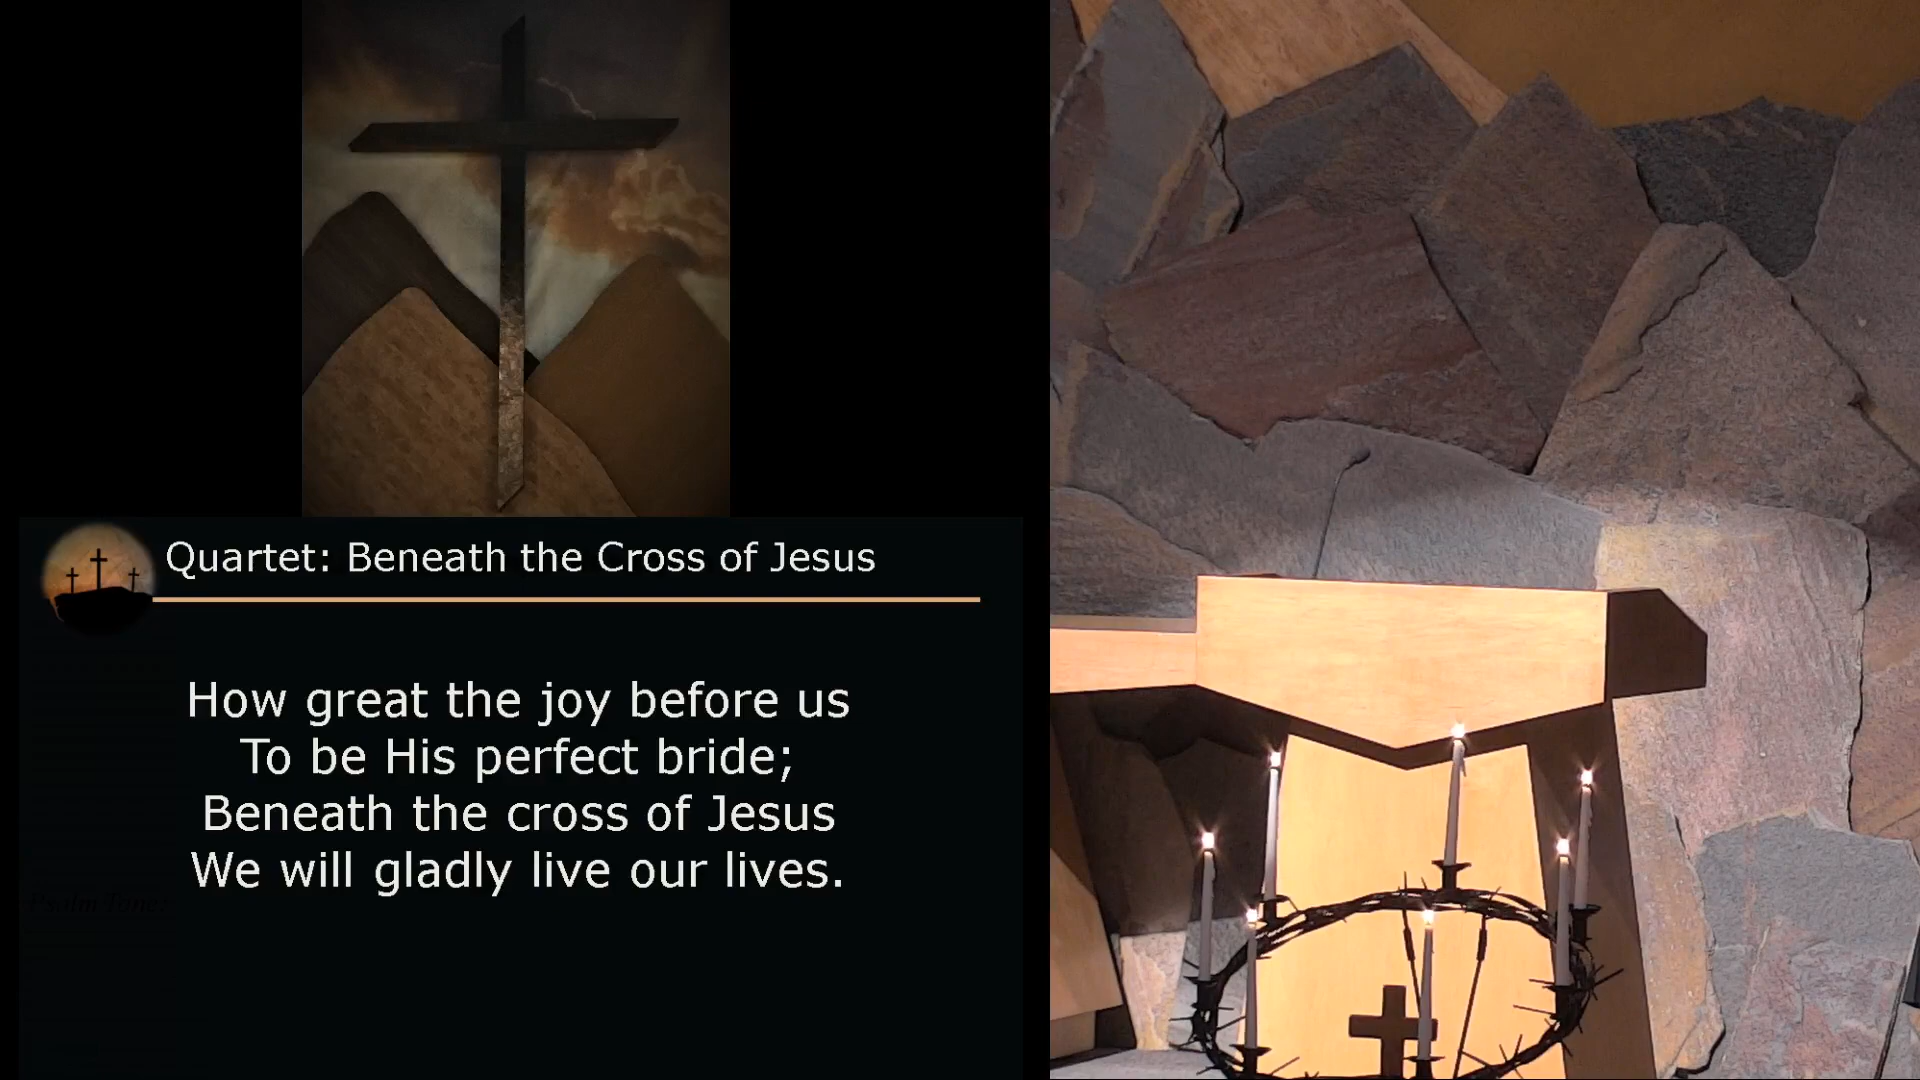 Quartet: Beneath the Cross of Jesus
How great the joy before us
To be His perfect bride;
Beneath the cross of Jesus
We will gladly live our lives.